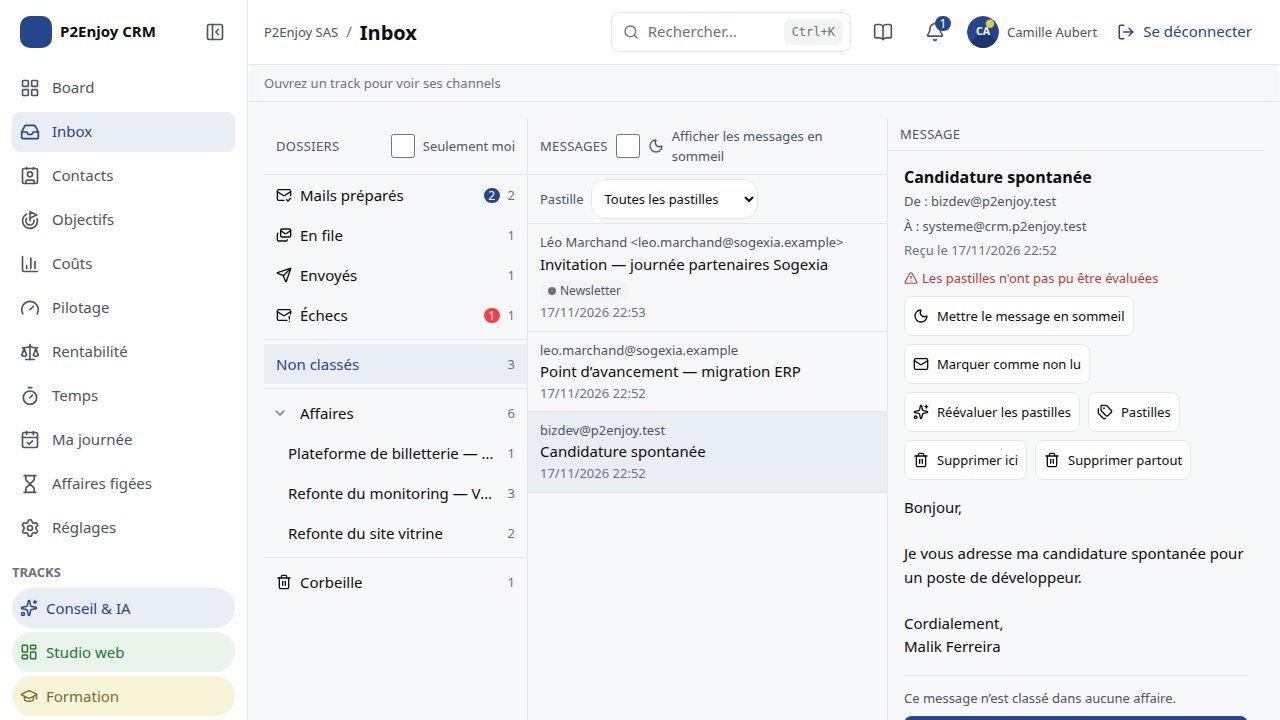 P2Enjoy CRM
Board
Inbox
Contacts
Objectifs
Coûts
Pilotage
Rentabilité
Temps
Ma journée
Affaires figées
Réglages
TRACKS
Conseil & IA
Studio web
Formation
P2Enjoy SAS / Inbox
Rechercher... Ctrl+K
1
CA Camille Aubert
Se déconnecter
Ouvrez un track pour voir ses channels
DOSSIERS Seulement moi
Mails préparés 2 2
En file 1
Envoyés 1
Échecs 1 1
Non classés 3
Affaires 6
Plateforme de billetterie — ... 1
Refonte du monitoring — V... 3
Refonte du site vitrine 2
Corbeille 1
MESSAGES Afficher les messages en
sommeil
Pastille Toutes les pastilles
Léo Marchand <leo.marchand@sogexia.example>
Invitation — journée partenaires Sogexia
Newsletter
17/11/2026 22:53
leo.marchand@sogexia.example
Point d’avancement — migration ERP
17/11/2026 22:52
bizdev@p2enjoy.test
Candidature spontanée
17/11/2026 22:52
MESSAGE
Candidature spontanée
De : bizdev@p2enjoy.test
À : systeme@crm.p2enjoy.test
Reçu le 17/11/2026 22:52
Les pastilles n'ont pas pu être évaluées
Mettre le message en sommeil
Marquer comme non lu
Réévaluer les pastilles Pastilles
Supprimer ici Supprimer partout
Bonjour,
Je vous adresse ma candidature spontanée pour
un poste de développeur.
Cordialement,
Malik Ferreira
Ce message n’est classé dans aucune affaire.